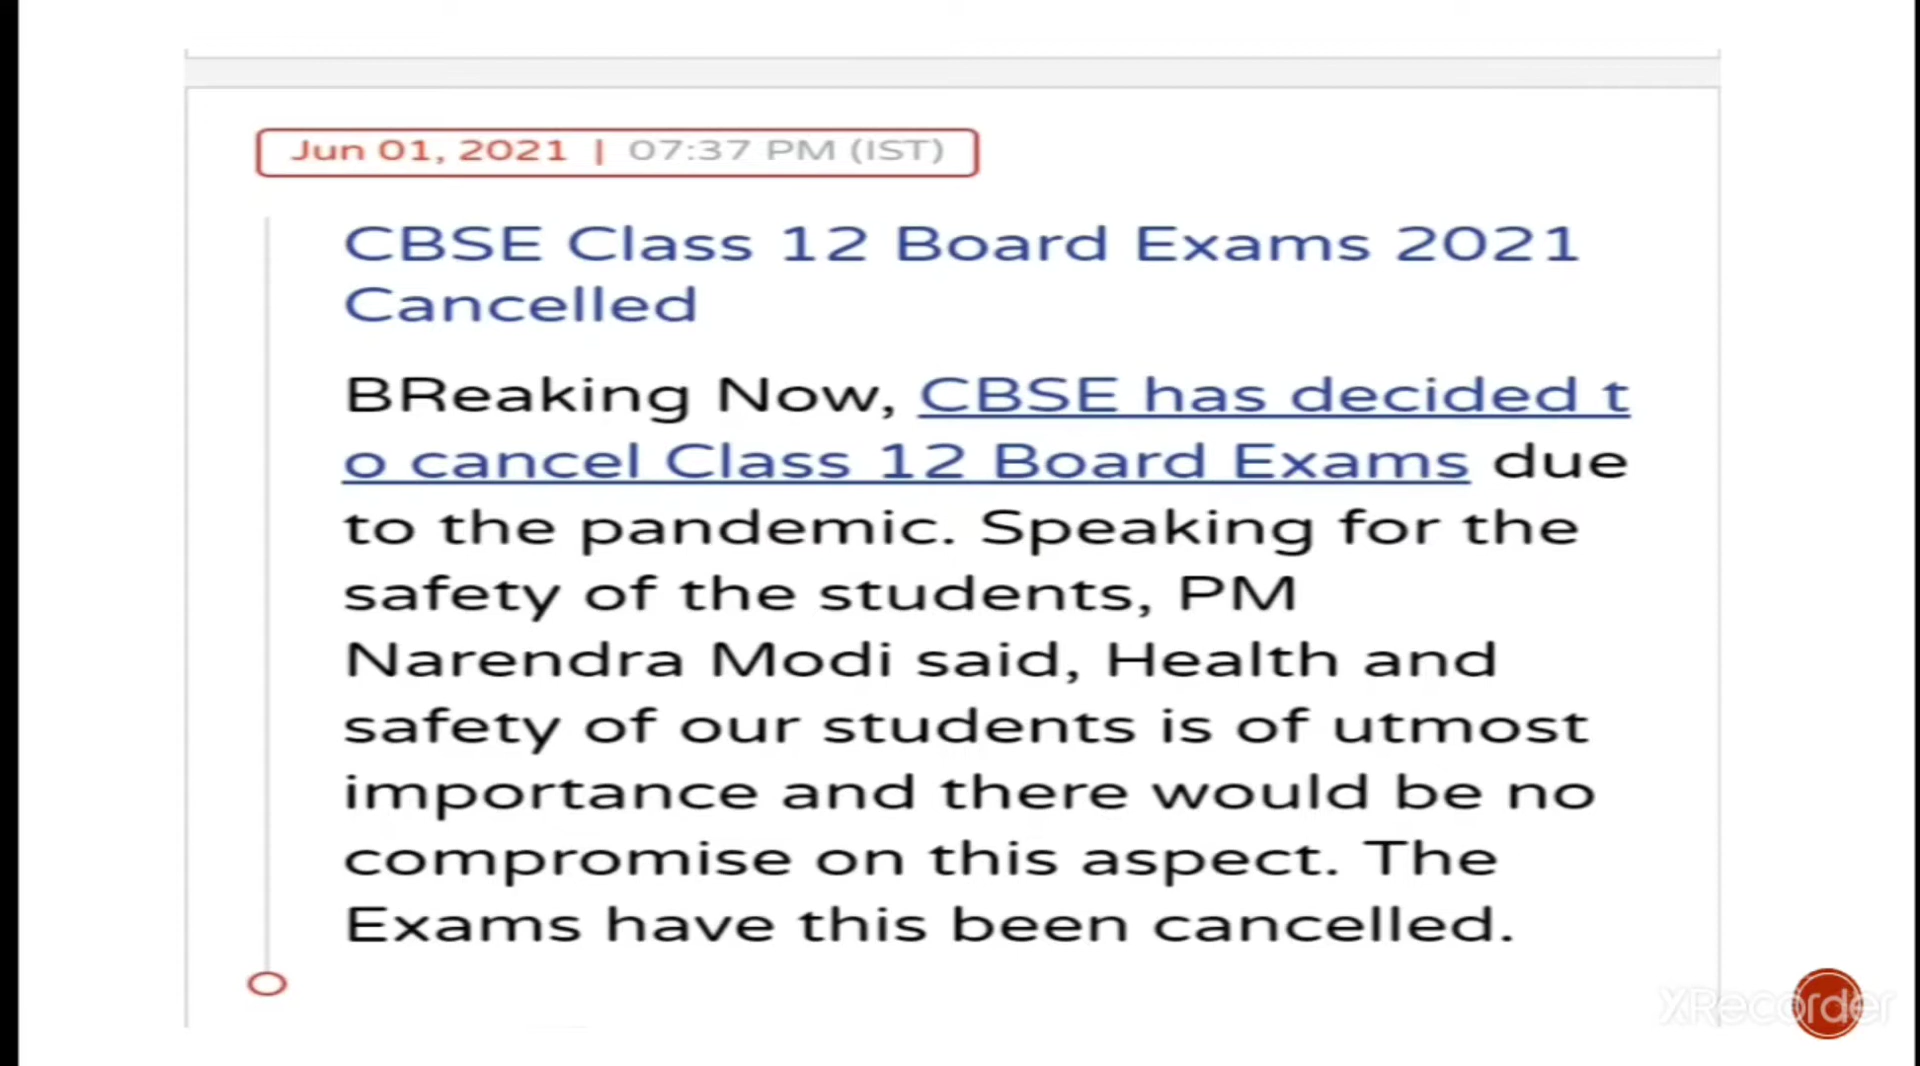 Jun 01, 2021 | 07:37 PM (IST)
CBSE Class 12 Board Exams 2021
Cancelled
BReaking Now, CBSE has decided t
o cancel Class 12 Board Exams due
to the pandemic. Speaking for the
safety of the students, PM
Narendra Modi said, Health and
safety of our students is of utmost
importance and there would be no
compromise on this aspect. The
Exams have this been cancelled.
XRecorder